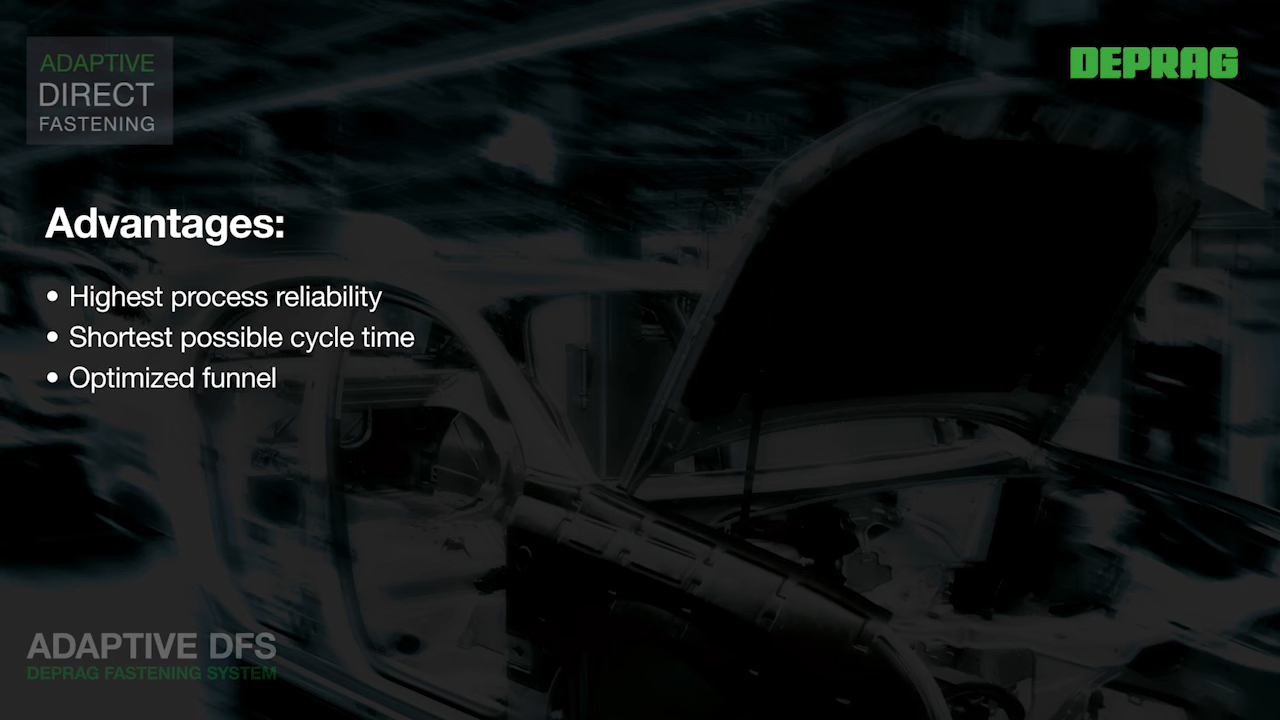 ADAPTIVE
DIRECT
FASTENING
DEPRAG
Advantages:
• Highest process reliability
• Shortest possible cycle time
• Optimized funnel
ADAPTIVE DFS
DEPRAG FASTENING SYSTEM